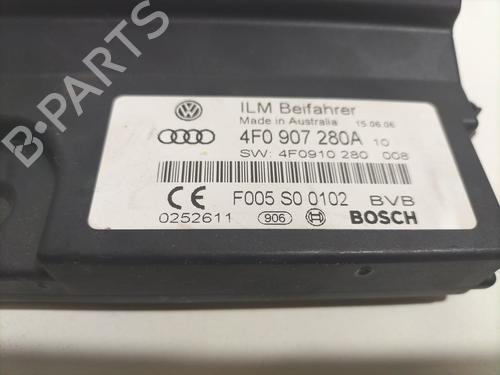 ILM Beifahrer
Made in Australia 15.06.06
4F0 907 280A 10
SW: 4F0910 280 008
F005 S0 0102 BVB
0252611 906 BOSCH
B-PARTS